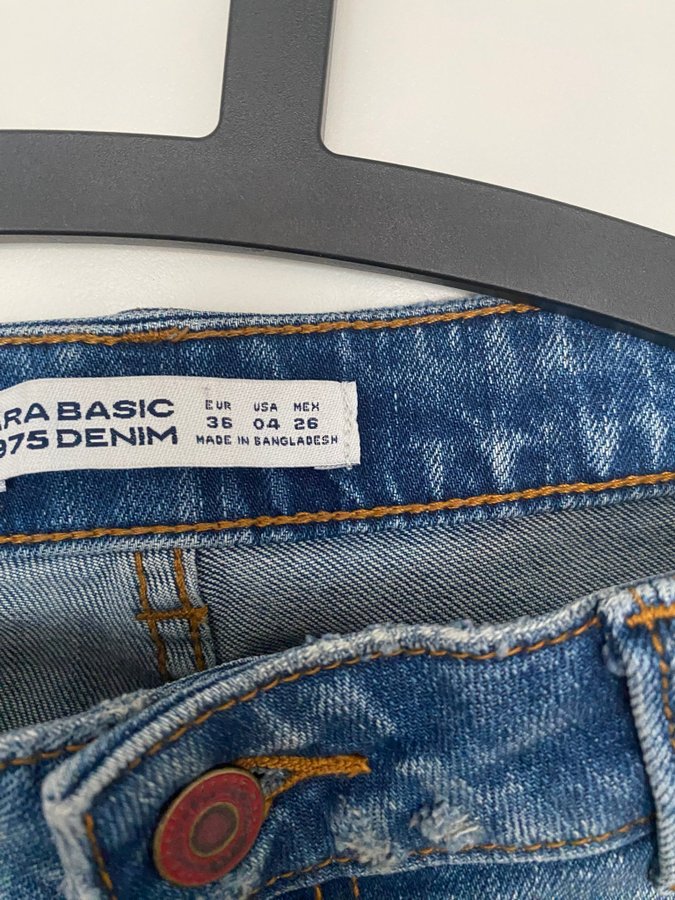 ARA BASIC
975 DENIM
EUR USA MEX
36 04 26
MADE IN BANGLADESH